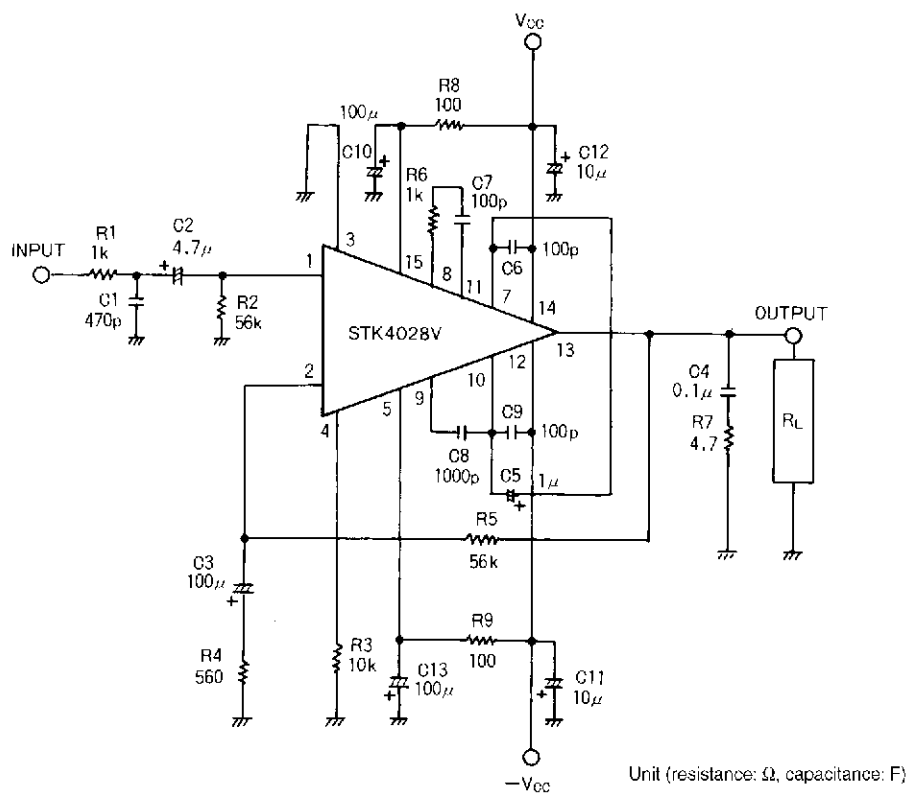 Vcc
R8
100
100μ
C10
C12
10μ
R6
1k
C7
100p
INPUT
R1
1k
C2
4.7μ
3
1
15
8
11
7
C6
100p
14
OUTPUT
C1
470p
R2
56k
STK4028V
13
12
10
2
5
9
4
C9
100p
C8
1000p
C5
1μ
C4
0.1μ
R7
4.7
RL
R5
56k
C3
100μ
R4
560
R3
10k
R9
100
C13
100μ
C11
10μ
−Vcc
Unit (resistance: Ω, capacitance: F)